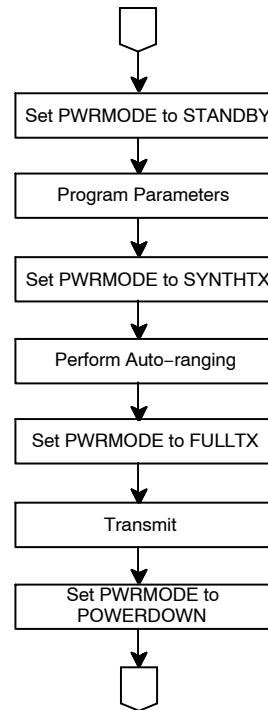 Set PWRMODE to STANDBY
Program Parameters
Set PWRMODE to SYNTHTX
Perform Auto−ranging
Set PWRMODE to FULLTX
Transmit
Set PWRMODE to
POWERDOWN